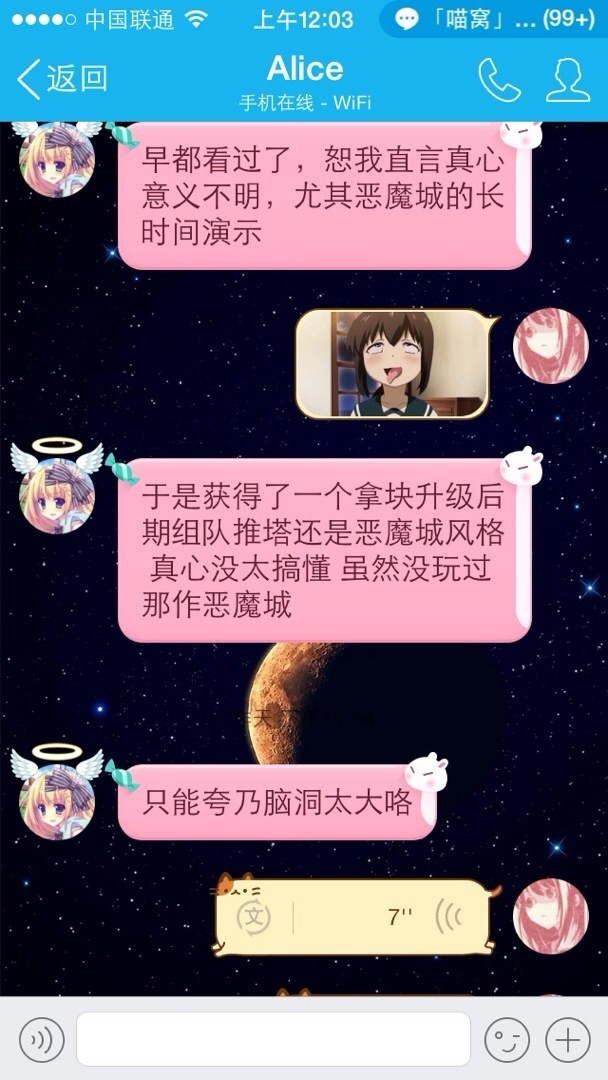 中国联通
上午12:03
「喵窝」... (99+)
返回
Alice
手机在线 - WiFi
早都看过了，恕我直言真心
意义不明，尤其恶魔城的长
时间演示
于是获得了一个拿块升级后
期组队推塔还是恶魔城风格
真心没太搞懂 虽然没玩过
那作恶魔城
昨天 下
只能夸乃脑洞太大咯
文
7''